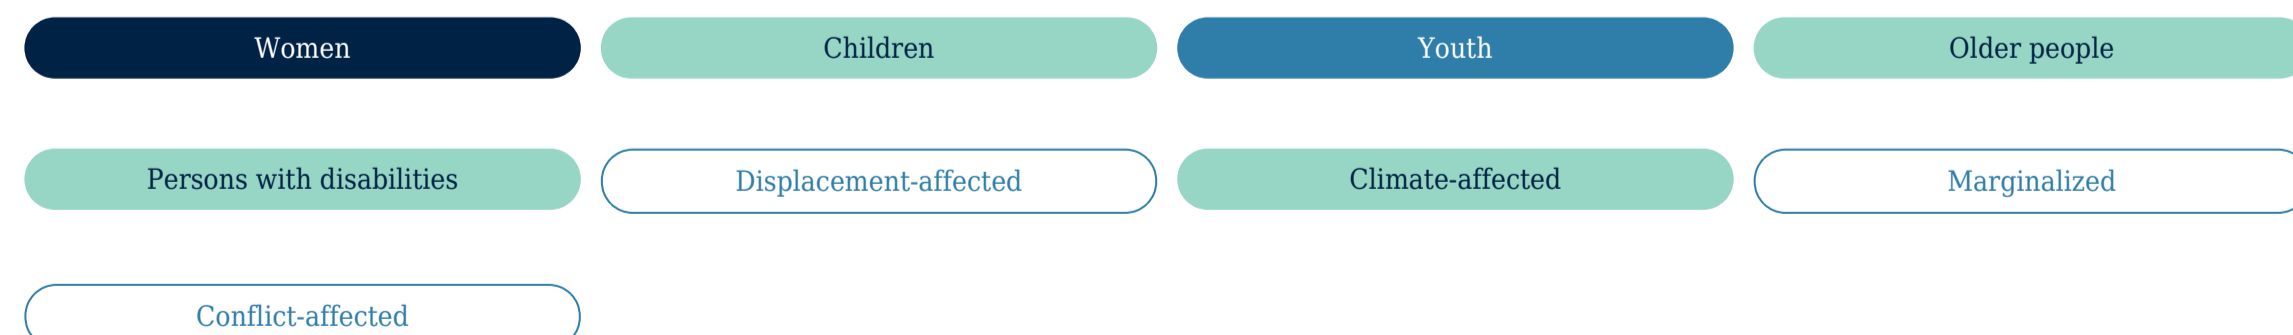 Women
Children
Youth
Older people
Persons with disabilities
Displacement-affected
Climate-affected
Marginalized
Conflict-affected